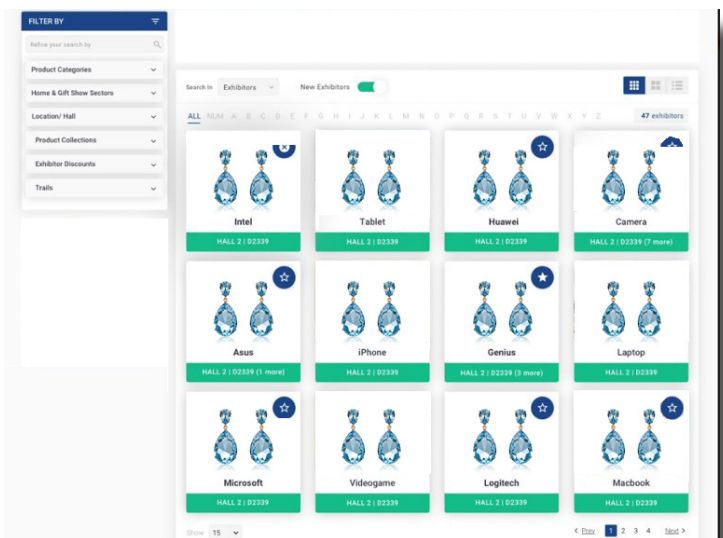 FILTER BY
Refine your search by
Product Categories
Home & Gift Show Sectors
Location/ Hall
Product Collections
Exhibitor Discounts
Trails
Search In Exhibitors New Exhibitors
ALL NUM A B C D E F G H I J K L M N O P Q R S T U V W X Y Z 47 exhibitors
Intel Tablet Huawei Camera
HALL 2 | D2339 HALL 2 | D2339 HALL 2 | D2339 HALL 2 | D2339 (7 more)
Asus iPhone Genius Laptop
HALL 2 | D2339 (1 more) HALL 2 | D2339 HALL 2 | D2339 (3 more) HALL 2 | D2339
Microsoft Videogame Logitech Macbook
HALL 2 | D2339 HALL 2 | D2339 HALL 2 | D2339 HALL 2 | D2339
Show 15 < Prev 1 2 3 4 Next >